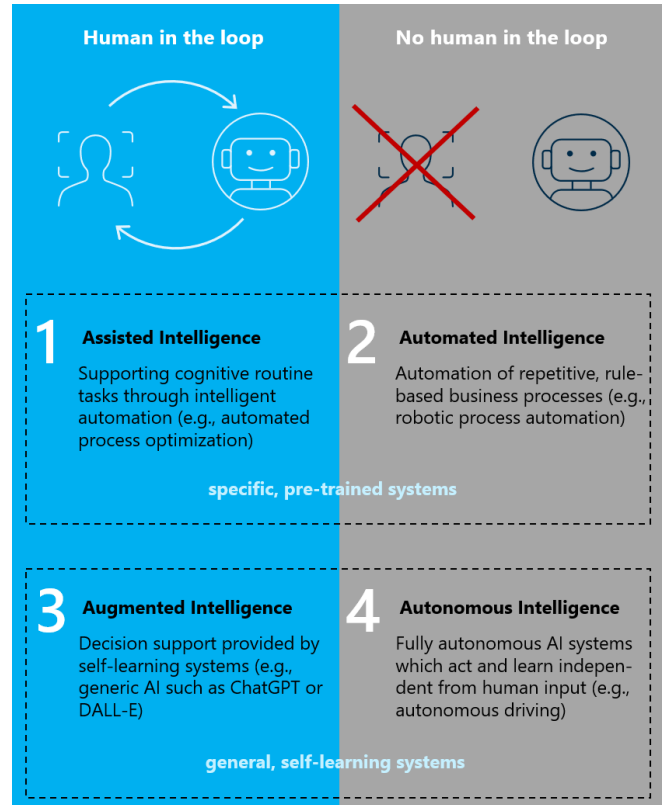 Human in the loop
No human in the loop
1
Assisted Intelligence
Supporting cognitive routine
tasks through intelligent
automation (e.g., automated
process optimization)
2
Automated Intelligence
Automation of repetitive, rule-
based business processes (e.g.,
robotic process automation)
specific, pre-trained systems
3
Augmented Intelligence
Decision support provided by
self-learning systems (e.g.,
generic AI such as ChatGPT or
DALL-E)
4
Autonomous Intelligence
Fully autonomous AI systems
which act and learn indepen-
dent from human input (e.g.,
autonomous driving)
general, self-learning systems